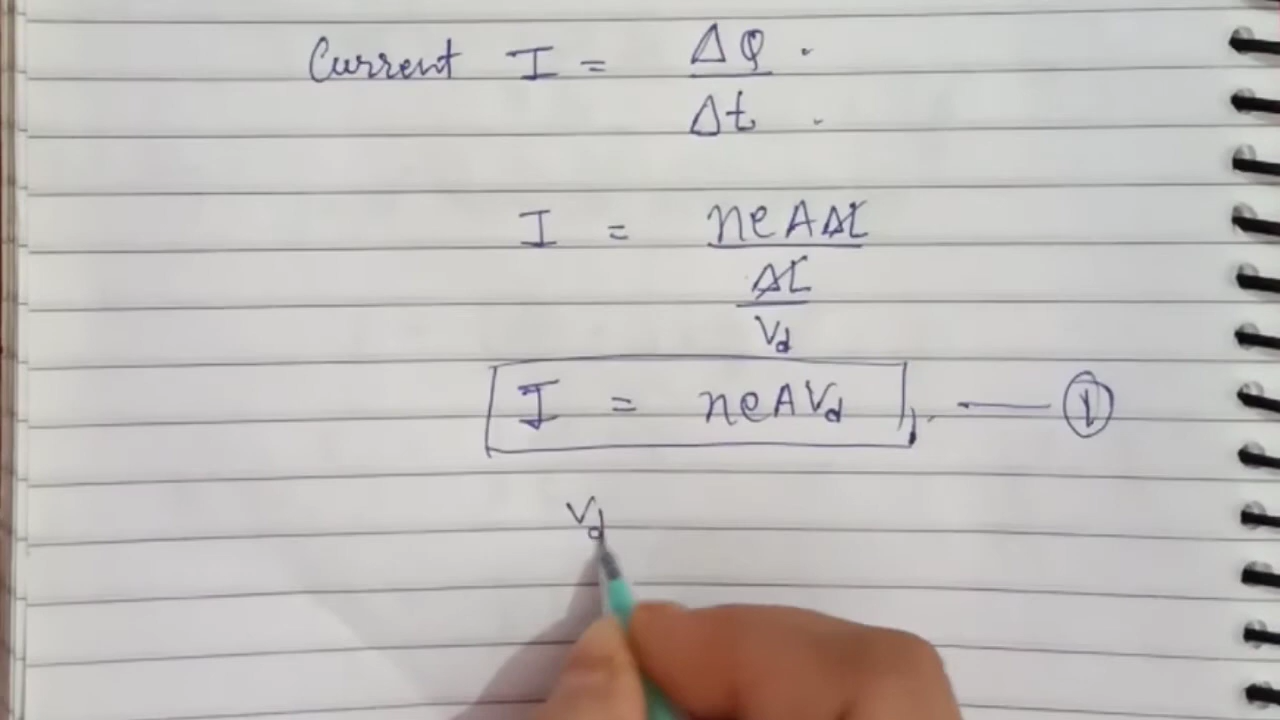 Current I = ΔQ
Δt
I = neAΔl
Δl
Vd
I = neAVd, — 1
Vd